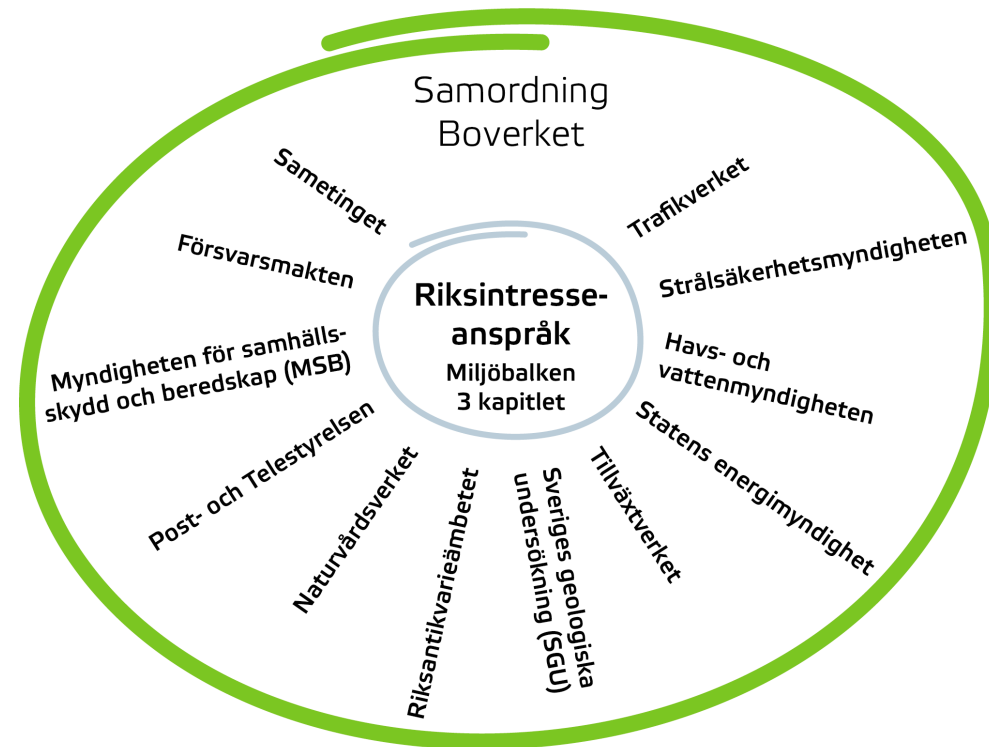 Samordning
Boverket
Sametinget
Trafikverket
Försvarsmakten
Strålsäkerhetsmyndigheten
Riksintresse-
anspråk
Miljöbalken
3 kapitlet
Myndigheten för samhälls-
skydd och beredskap (MSB)
Havs- och
vattenmyndigheten
Post- och Telestyrelsen
Statens energimyndighet
Naturvårdsverket
Riksantikvarieämbetet
Sveriges geologiska
undersökning (SGU)
Tillväxtverket